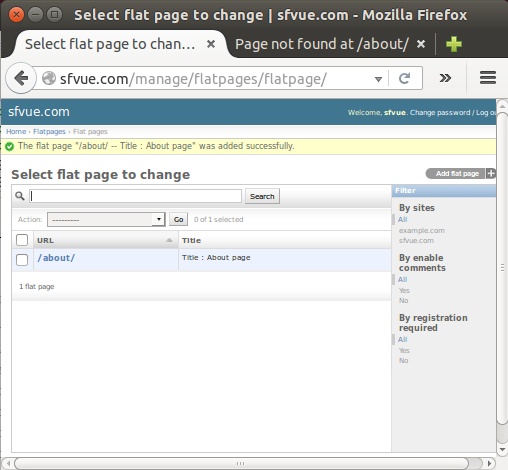 Select flat page to change | sfvue.com - Mozilla Firefox
Select flat page to chan... × Page not found at /about/ ×
sfvue.com/manage/flatpages/flatpage/
sfvue.com Welcome, sfvue. Change password / Log ou
Home › Flatpages › Flat pages
The flat page "/about/ -- Title : About page" was added successfully.
Select flat page to change
Add flat page +
Search
Action: --------- Go 0 of 1 selected
URL Title
/about/ Title : About page
1 flat page
Filter
By sites
All
example.com
sfvue.com
By enable
comments
All
Yes
No
By registration
required
All
Yes
No